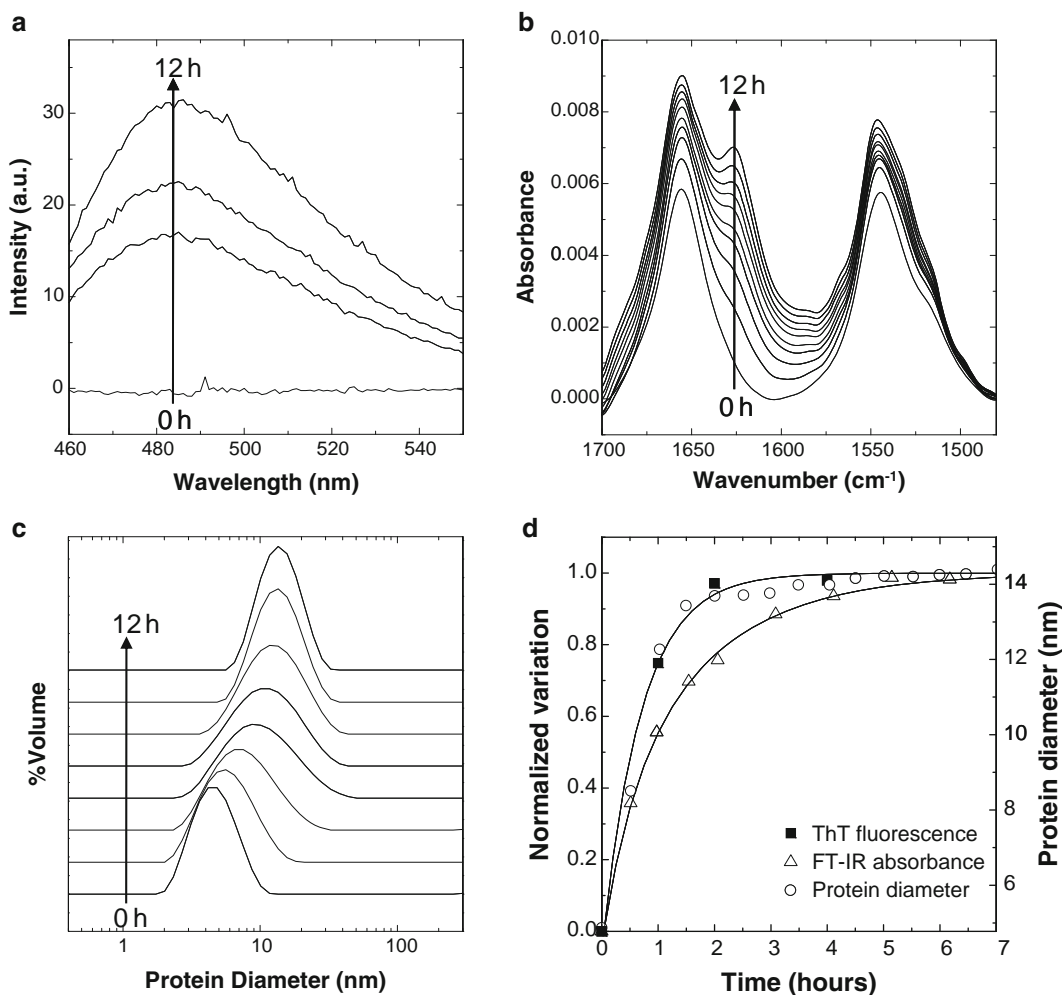 a
12 h
30
20
10
0
0 h
460
480
500
520
540
Intensity (a.u.)
Wavelength (nm)
b
0.010
0.008
0.006
0.004
0.002
0.000
12 h
0 h
1700
1650
1600
1550
1500
Absorbance
Wavenumber (cm⁻¹)
c
12 h
0 h
1
10
100
%Volume
Protein Diameter (nm)
d
1.0
0.8
0.6
0.4
0.2
0.0
14
12
10
8
6
0
1
2
3
4
5
6
7
Normalized variation
Protein diameter (nm)
ThT fluorescence
FT-IR absorbance
Protein diameter
Time (hours)